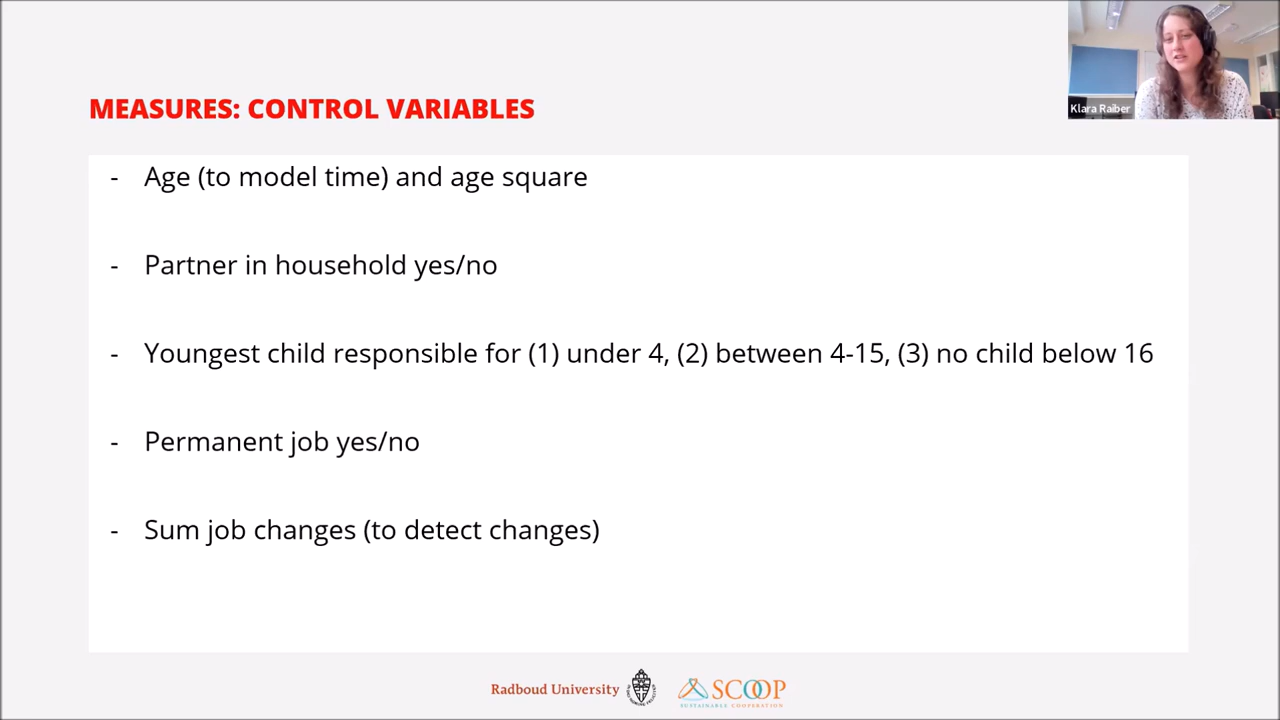 MEASURES: CONTROL VARIABLES
Klara Raiber
- Age (to model time) and age square
- Partner in household yes/no
- Youngest child responsible for (1) under 4, (2) between 4-15, (3) no child below 16
- Permanent job yes/no
- Sum job changes (to detect changes)
Radboud University
SCOOP
SUSTAINABLE COOPERATION